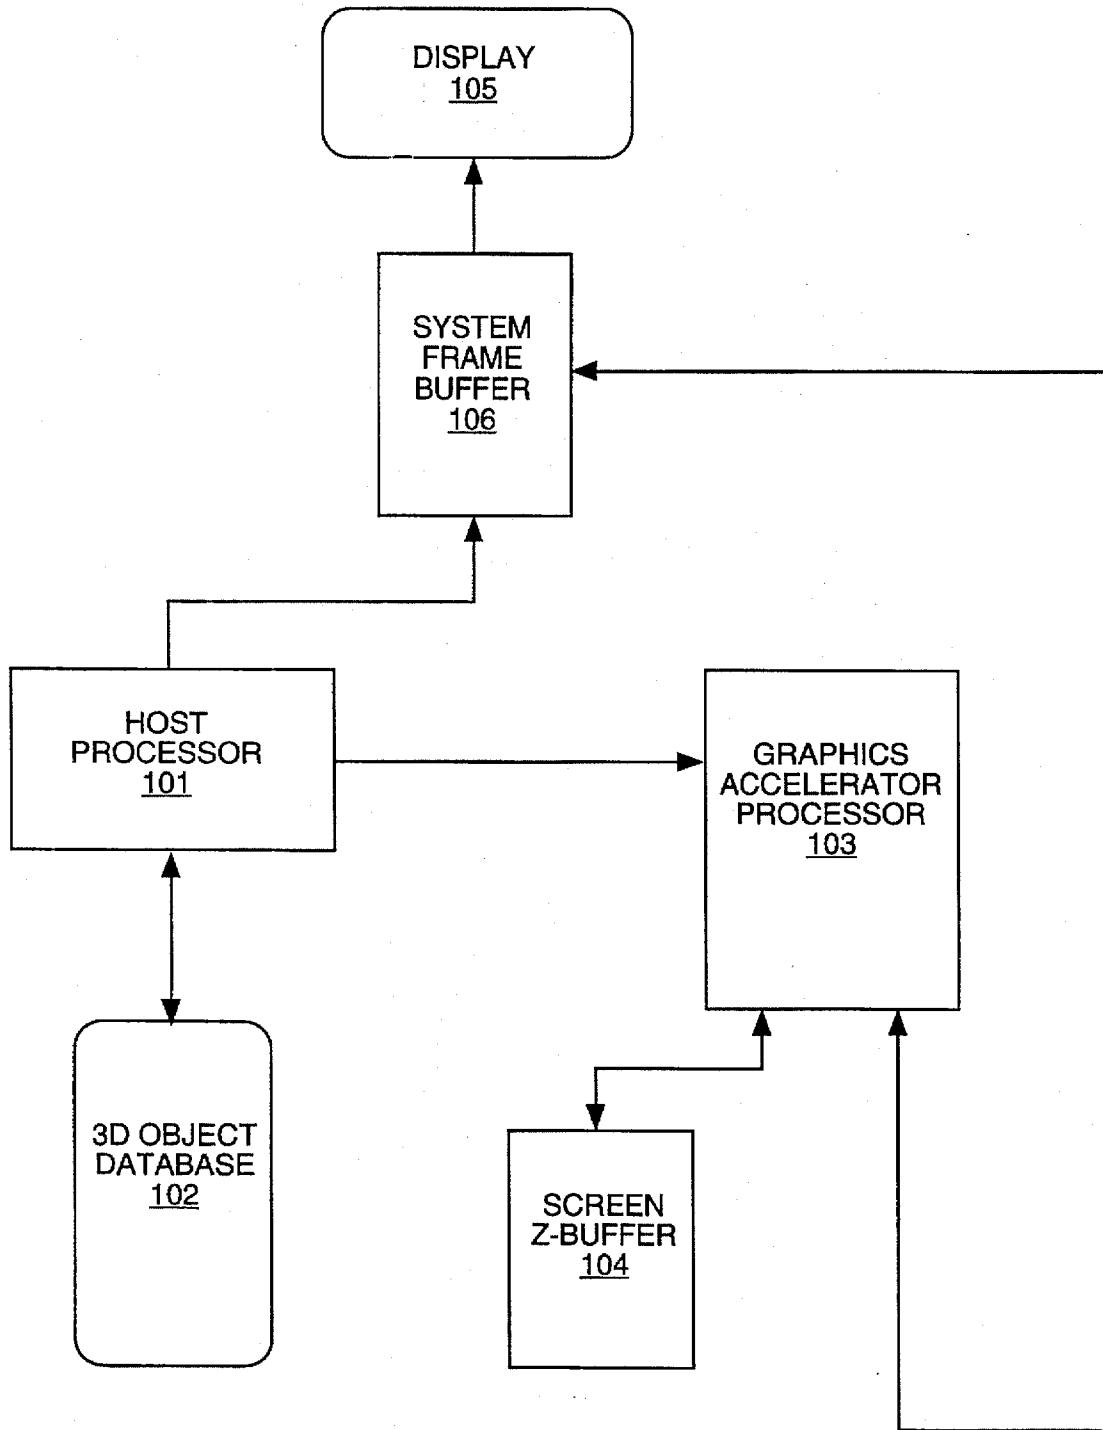 DISPLAY
105
SYSTEM
FRAME
BUFFER
106
HOST
PROCESSOR
101
GRAPHICS
ACCELERATOR
PROCESSOR
103
3D OBJECT
DATABASE
102
SCREEN
Z-BUFFER
104